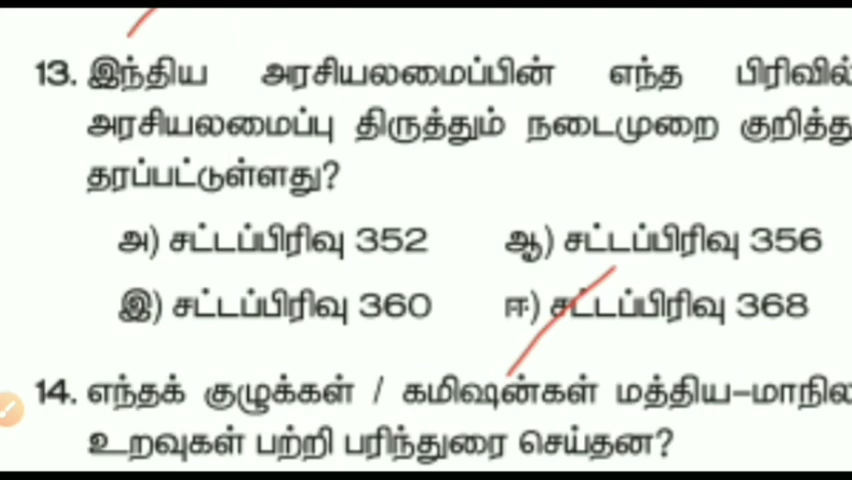 13. இந்திய அரசியலமைப்பின் எந்த பிரிவில்
அரசியலமைப்பு திருத்தும் நடைமுறை குறித்து
தரப்பட்டுள்ளது?
அ) சட்டப்பிரிவு 352 ஆ) சட்டப்பிரிவு 356
இ) சட்டப்பிரிவு 360 ஈ) சட்டப்பிரிவு 368
14. எந்தக் குழுக்கள் / கமிஷன்கள் மத்திய-மாநில
உறவுகள் பற்றி பரிந்துரை செய்தன?